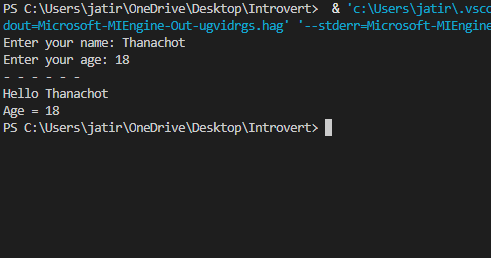 PS C:\Users\jatir\OneDrive\Desktop\Introvert>  & 'c:\Users\jatir\.vsco
dout=Microsoft-MIEngine-Out-ugvidrgs.hag' '--stderr=Microsoft-MIEngine
Enter your name: Thanachot
Enter your age: 18
- - - - - -
Hello Thanachot
Age = 18
PS C:\Users\jatir\OneDrive\Desktop\Introvert>